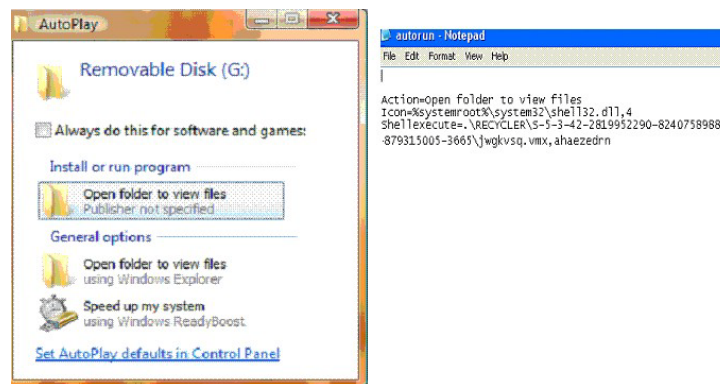 AutoPlay
Removable Disk (G:)
Always do this for software and games:
Install or run program
Open folder to view files
Publisher not specified
General options
Open folder to view files
using Windows Explorer
Speed up my system
using Windows ReadyBoost
Set AutoPlay defaults in Control Panel
autorun - Notepad
File Edit Format View Help
Action=Open folder to view files
Icon=%systemroot%\system32\shell32.dll,4
Shellexecute=.\RECYCLER\S-5-3-42-2819952290-8240758988
-879315005-3665\jwgkvsq.vmx,ahaezedrn